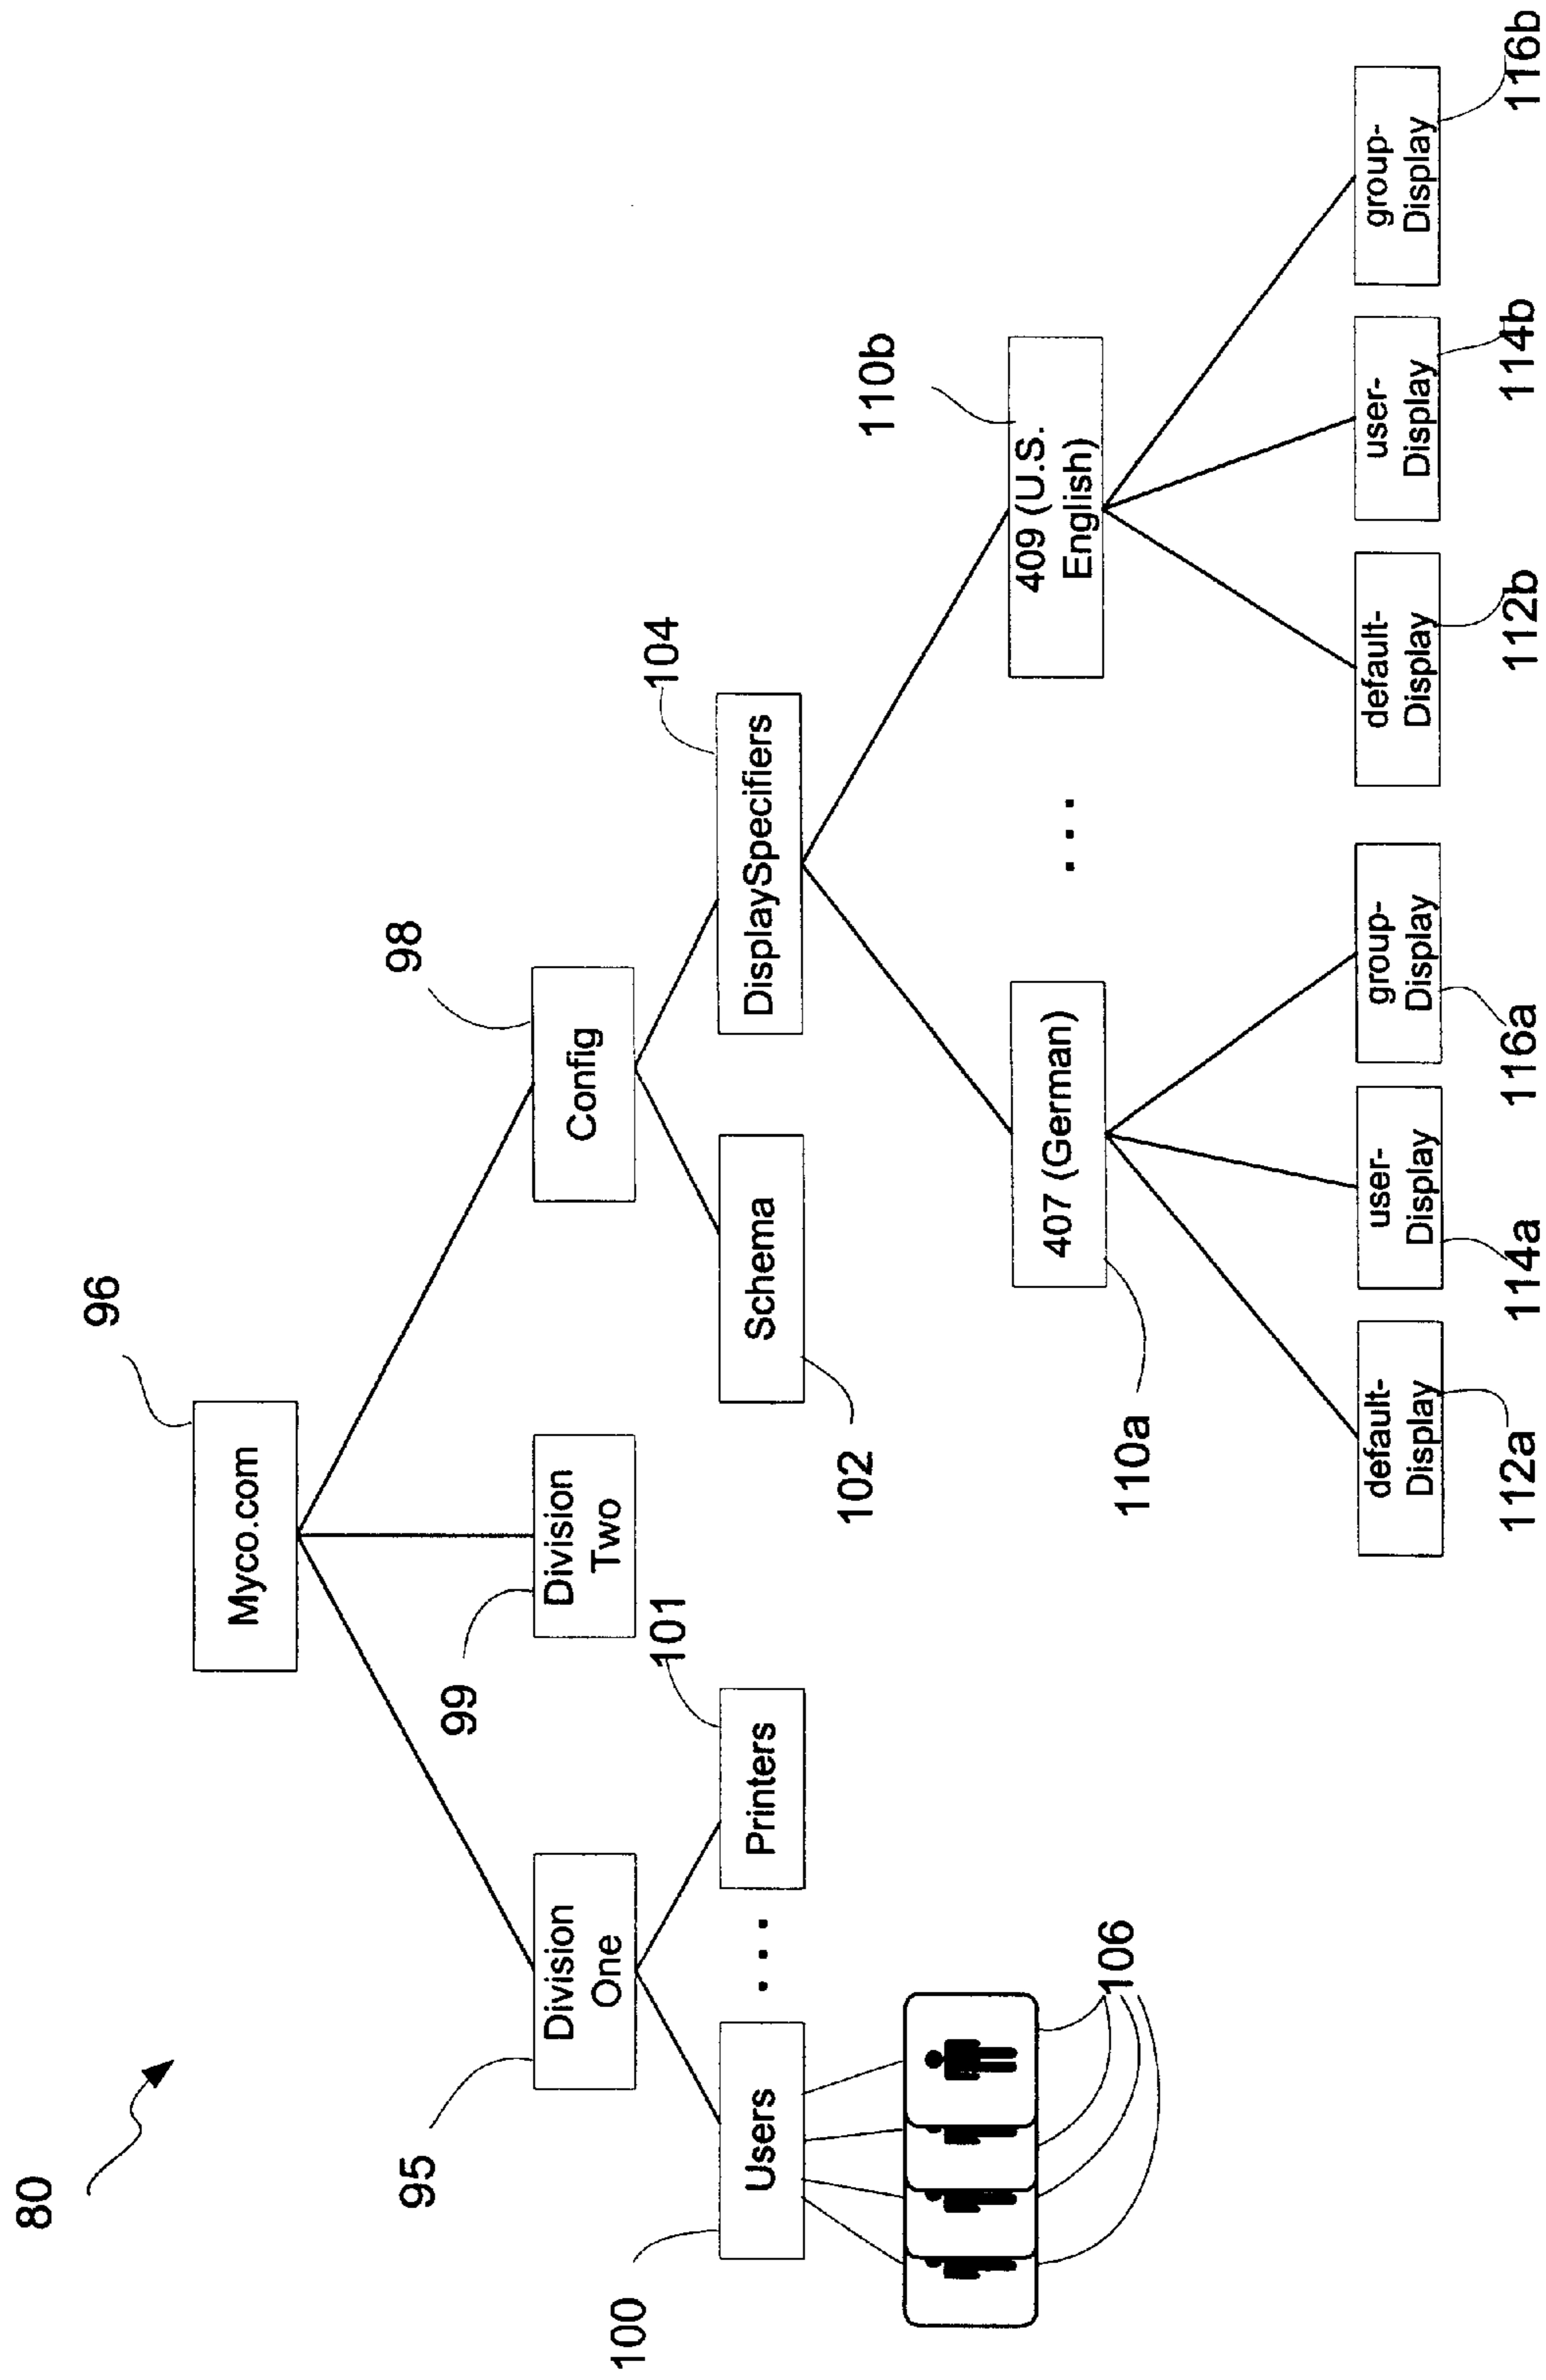 80
96
Myco.com
95
Division
One
99
Division
Two
98
Config
100
Users
. . .
101
Printers
102
Schema
104
DisplaySpecifiers
106
110a
407 (German)
. . .
110b
409 (U.S.
English)
default-
Display
user-
Display
group-
Display
default-
Display
user-
Display
group-
Display
112a
114a
116a
112b
114b
116b